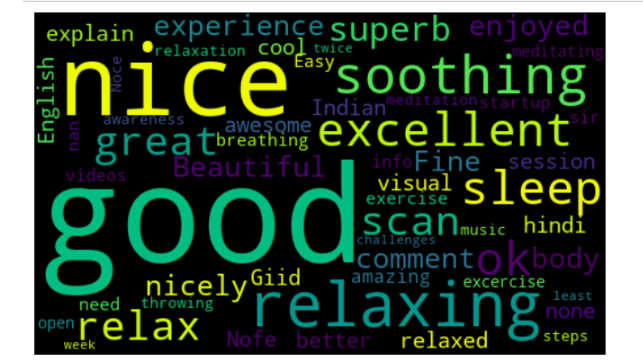 explain experience superb enjoyed
relaxation cool twice
nice Easy soothing meditating
English Noce Indian meditation startup
awareness awesome excellent sir
nan great breathing
videos Beautiful info Fine session
good visual sleep
exercise
scan music hindi
challenges
comment ok body
nicely Giid amazing excercise
need throwing relaxing least
open relax none
week Nofe better relaxed steps